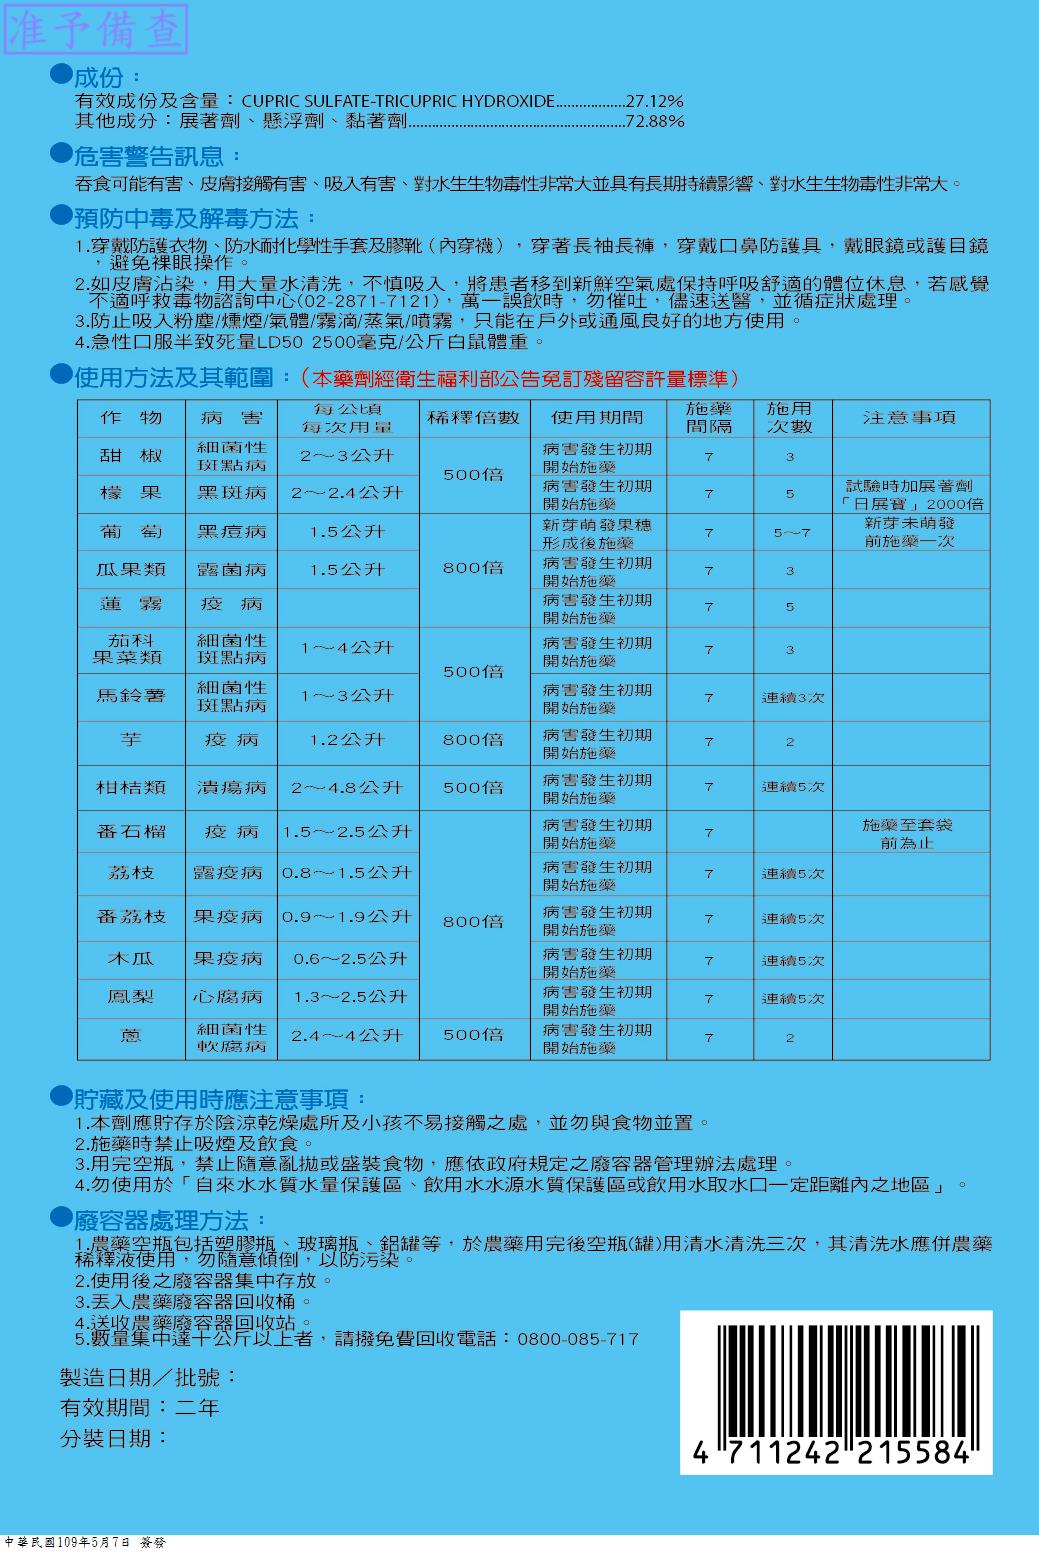 准予備查
●成份：
有效成份及含量：CUPRIC SULFATE-TRICUPRIC HYDROXIDE..................27.12%
其他成分：展著劑、懸浮劑、黏著劑........................................................72.88%
●危害警告訊息：
吞食可能有害、皮膚接觸有害、吸入有害、對水生生物毒性非常大並具有長期持續影響、對水生生物毒性非常大。
●預防中毒及解毒方法：
1.穿戴防護衣物、防水耐化學性手套及膠靴（內穿襪），穿著長袖長褲，穿戴口鼻防護具，戴眼鏡或護目鏡
，避免裸眼操作。
2.如皮膚沾染，用大量水清洗，不慎吸入，將患者移到新鮮空氣處保持呼吸舒適的體位休息，若感覺
不適呼救毒物諮詢中心(02-2871-7121)，萬一誤飲時，勿催吐，儘速送醫，並循症狀處理。
3.防止吸入粉塵/燻煙/氣體/霧滴/蒸氣/噴霧，只能在戶外或通風良好的地方使用。
4.急性口服半致死量LD50 2500毫克/公斤白鼠體重。
●使用方法及其範圍：（本藥劑經衛生福利部公告免訂殘留容許量標準）
作物 病害 每公頃每次用量 稀釋倍數 使用期間 施藥間隔 施用次數 注意事項
甜椒 細菌性斑點病 2～3公升 500倍 病害發生初期開始施藥 7 3
檬果 黑斑病 2～2.4公升 病害發生初期開始施藥 7 5 試驗時加展著劑「日展寶」2000倍
葡萄 黑痘病 1.5公升 800倍 新芽萌發果穗形成後施藥 7 5～7 新芽未萌發前施藥一次
瓜果類 露菌病 1.5公升 病害發生初期開始施藥 7 3
蓮霧 疫病 病害發生初期開始施藥 7 5
茄科果菜類 細菌性斑點病 1～4公升 500倍 病害發生初期開始施藥 7 3
馬鈴薯 細菌性斑點病 1～3公升 病害發生初期開始施藥 7 連續3次
芋 疫病 1.2公升 800倍 病害發生初期開始施藥 7 2
柑桔類 潰瘍病 2～4.8公升 500倍 病害發生初期開始施藥 7 連續5次
番石榴 疫病 1.5～2.5公升 800倍 病害發生初期開始施藥 7 施藥至套袋前為止
荔枝 露疫病 0.8～1.5公升 病害發生初期開始施藥 7 連續5次
番荔枝 果疫病 0.9～1.9公升 病害發生初期開始施藥 7 連續5次
木瓜 果疫病 0.6～2.5公升 病害發生初期開始施藥 7 連續5次
鳳梨 心腐病 1.3～2.5公升 病害發生初期開始施藥 7 連續5次
蔥 細菌性軟腐病 2.4～4公升 500倍 病害發生初期開始施藥 7 2
●貯藏及使用時應注意事項：
1.本劑應貯存於陰涼乾燥處所及小孩不易接觸之處，並勿與食物並置。
2.施藥時禁止吸煙及飲食。
3.用完空瓶，禁止隨意亂拋或盛裝食物，應依政府規定之廢容器管理辦法處理。
4.勿使用於「自來水水質水量保護區、飲用水水源水質保護區或飲用水取水口一定距離內之地區」。
●廢容器處理方法：
1.農藥空瓶包括塑膠瓶、玻璃瓶、鋁罐等，於農藥用完後空瓶(罐)用清水清洗三次，其清洗水應併農藥
稀釋液使用，勿隨意傾倒，以防污染。
2.使用後之廢容器集中存放。
3.丟入農藥廢容器回收桶。
4.送收農藥廢容器回收站。
5.數量集中達十公斤以上者，請撥免費回收電話：0800-085-717
製造日期／批號：
有效期間：二年
分裝日期：
4 711242 215584
中華民國109年5月7日 簽發